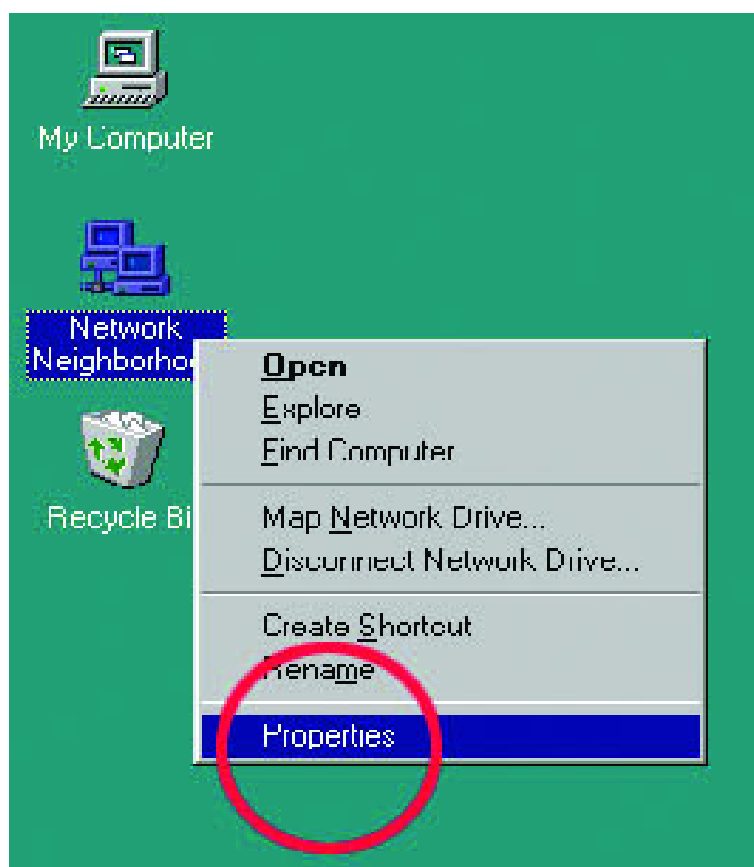 My Computer
Network
Neighborhoo
Recycle Bi
Open
Explore
Find Computer
Map Network Drive...
Disconnect Network Drive...
Create Shortcut
Rename
Properties